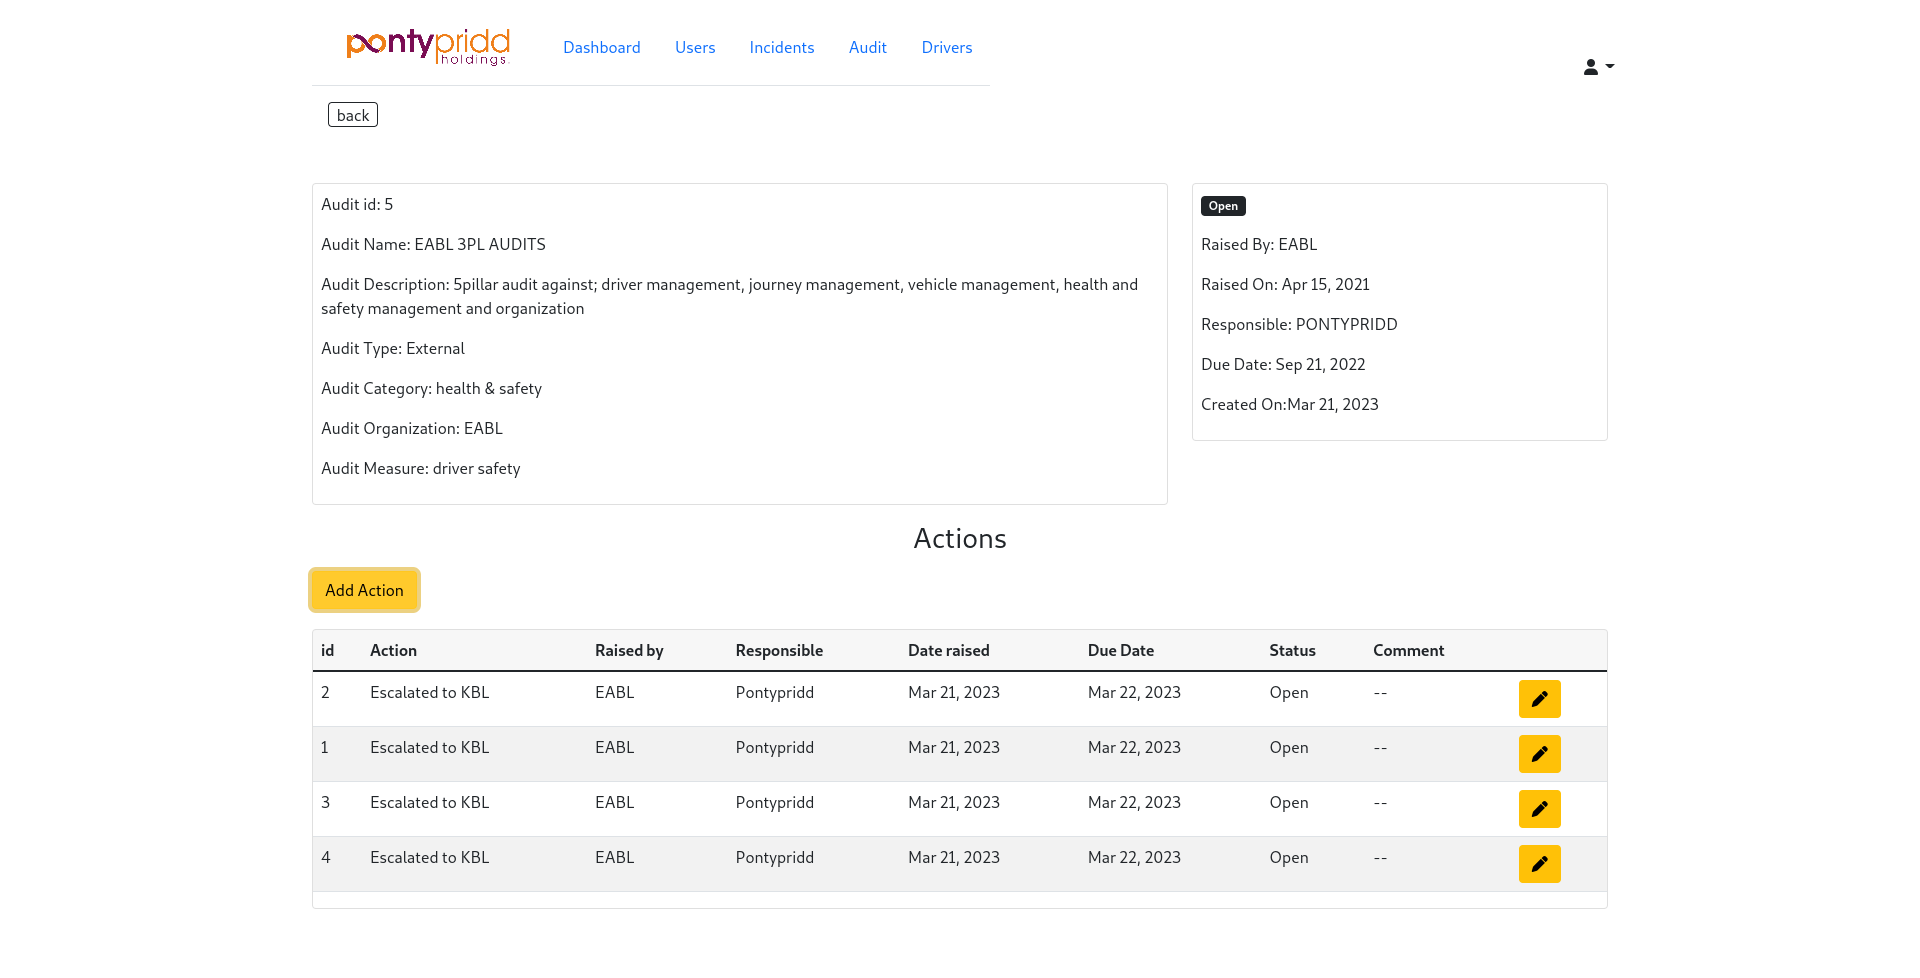 pontypridd
holdings
Dashboard Users Incidents Audit Drivers
back
Audit id: 5
Audit Name: EABL 3PL AUDITS
Audit Description: 5pillar audit against; driver management, journey management, vehicle management, health and
safety management and organization
Audit Type: External
Audit Category: health & safety
Audit Organization: EABL
Audit Measure: driver safety
Open
Raised By: EABL
Raised On: Apr 15, 2021
Responsible: PONTYPRIDD
Due Date: Sep 21, 2022
Created On:Mar 21, 2023
Actions
Add Action
id Action Raised by Responsible Date raised Due Date Status Comment
2 Escalated to KBL EABL Pontypridd Mar 21, 2023 Mar 22, 2023 Open --
1 Escalated to KBL EABL Pontypridd Mar 21, 2023 Mar 22, 2023 Open --
3 Escalated to KBL EABL Pontypridd Mar 21, 2023 Mar 22, 2023 Open --
4 Escalated to KBL EABL Pontypridd Mar 21, 2023 Mar 22, 2023 Open --